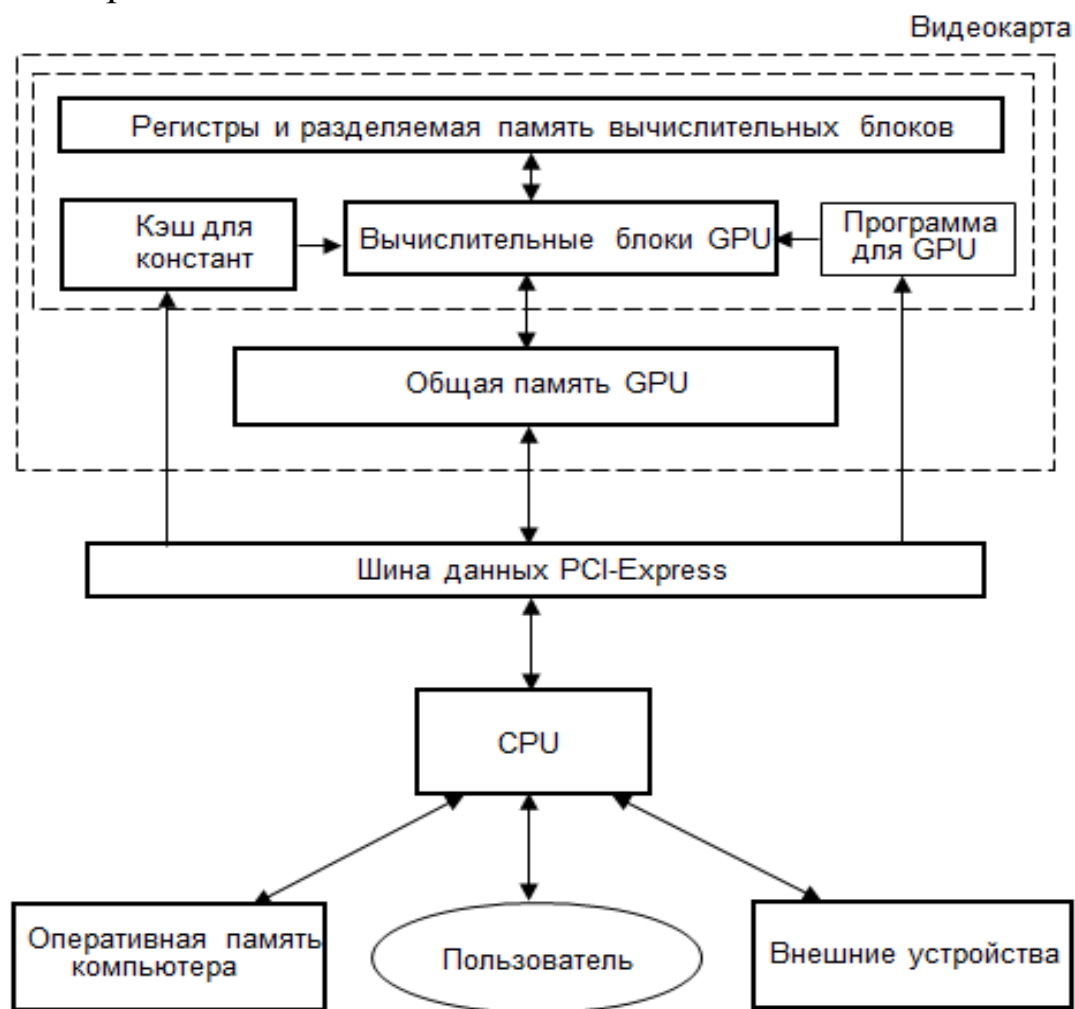 Видеокарта
Регистры и разделяемая память вычислительных блоков
Кэш для
констант
Вычислительные блоки GPU
Программа
для GPU
Общая память GPU
Шина данных PCI-Express
CPU
Оперативная память
компьютера
Пользователь
Внешние устройства